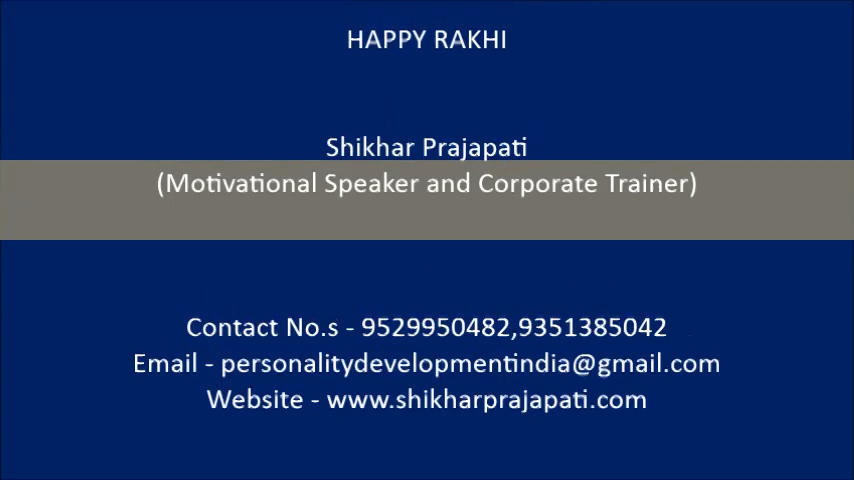 HAPPY RAKHI
Shikhar Prajapati
(Motivational Speaker and Corporate Trainer)
Contact No.s - 9529950482,9351385042
Email - personalitydevelopmentindia@gmail.com
Website - www.shikharprajapati.com